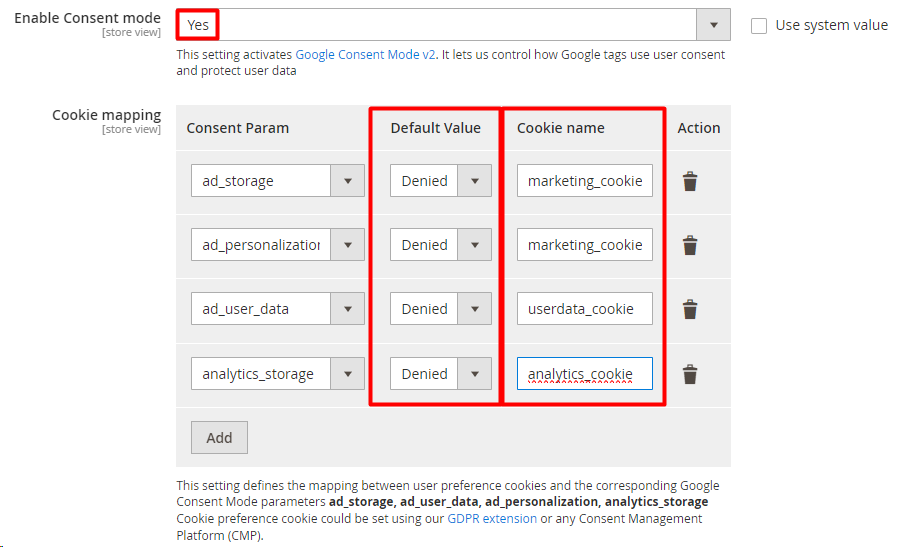 Enable Consent mode
[store view]
Yes
Use system value
This setting activates Google Consent Mode v2. It lets us control how Google tags use user consent
and protect user data
Cookie mapping
[store view]
Consent Param Default Value Cookie name Action
ad_storage Denied marketing_cookie
ad_personalization Denied marketing_cookie
ad_user_data Denied userdata_cookie
analytics_storage Denied analytics_cookie
Add
This setting defines the mapping between user preference cookies and the corresponding Google
Consent Mode parameters ad_storage, ad_user_data, ad_personalization, analytics_storage
Cookie preference cookie could be set using our GDPR extension or any Consent Management
Platform (CMP).